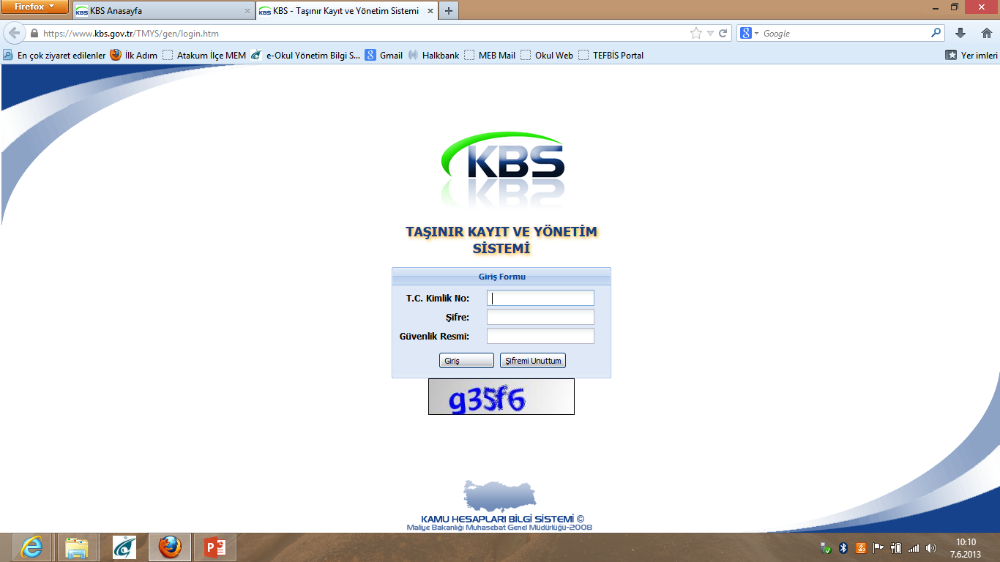 Firefox
KBS Anasayfa
KBS - Taşınır Kayıt ve Yönetim Sistemi
https://www.kbs.gov.tr/TMYS/gen/login.htm
Google
En çok ziyaret edilenler İlk Adım Atakum İlçe MEM e-Okul Yönetim Bilgi S... Gmail Halkbank MEB Mail Okul Web TEFBİS Portal Yer imleri
KBS
TAŞINIR KAYIT VE YÖNETİM
SİSTEMİ
Giriş Formu
T.C. Kimlik No:
Şifre:
Güvenlik Resmi:
Giriş Şifremi Unuttum
g35f6
KAMU HESAPLARI BİLGİ SİSTEMİ ©
Maliye Bakanlığı Muhasebat Genel Müdürlüğü-2008
10:10
7.6.2013